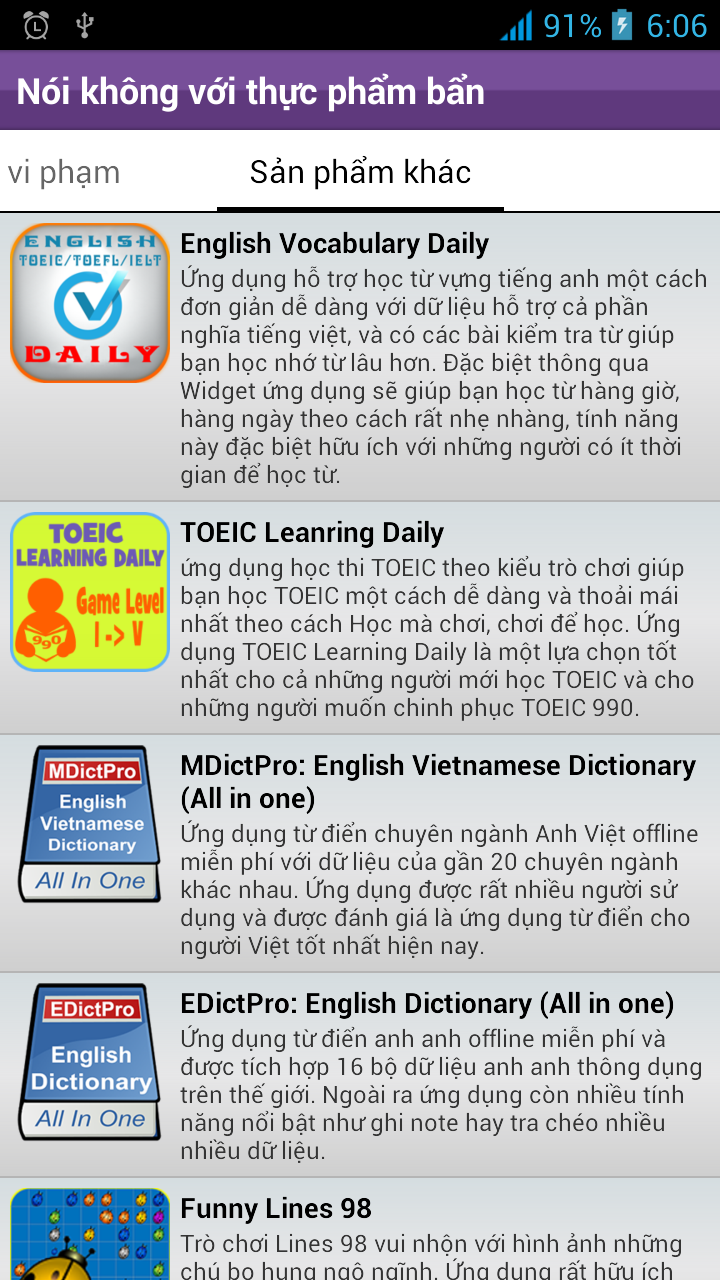 91% 6:06
Nói không với thực phẩm bẩn
vi phạm Sản phẩm khác
ENGLISH
TOEIC/TOEFL/IELT
DAILY
English Vocabulary Daily
Ứng dụng hỗ trợ học từ vựng tiếng anh một cách
đơn giản dễ dàng với dữ liệu hỗ trợ cả phần
nghĩa tiếng việt, và có các bài kiểm tra từ giúp
bạn học nhớ từ lâu hơn. Đặc biệt thông qua
Widget ứng dụng sẽ giúp bạn học từ hàng giờ,
hàng ngày theo cách rất nhẹ nhàng, tính năng
này đặc biệt hữu ích với những người có ít thời
gian để học từ.
TOEIC
LEARNING DAILY
Game Level
I -> V
990
TOEIC Leanring Daily
ứng dụng học thi TOEIC theo kiểu trò chơi giúp
bạn học TOEIC một cách dễ dàng và thoải mái
nhất theo cách Học mà chơi, chơi để học. Ứng
dụng TOEIC Learning Daily là một lựa chọn tốt
nhất cho cả những người mới học TOEIC và cho
những người muốn chinh phục TOEIC 990.
MDictPro
English
Vietnamese
Dictionary
All In One
MDictPro: English Vietnamese Dictionary
(All in one)
Ứng dụng từ điển chuyên ngành Anh Việt offline
miễn phí với dữ liệu của gần 20 chuyên ngành
khác nhau. Ứng dụng được rất nhiều người sử
dụng và được đánh giá là ứng dụng từ điển cho
người Việt tốt nhất hiện nay.
EDictPro
English
Dictionary
All In One
EDictPro: English Dictionary (All in one)
Ứng dụng từ điển anh anh offline miễn phí và
được tích hợp 16 bộ dữ liệu anh anh thông dụng
trên thế giới. Ngoài ra ứng dụng còn nhiều tính
năng nổi bật như ghi note hay tra chéo nhiều
nhiều dữ liệu.
Funny Lines 98
Trò chơi Lines 98 vui nhộn với hình ảnh những
chú bọ hung ngộ nghĩnh. Ứng dụng rất hữu ích